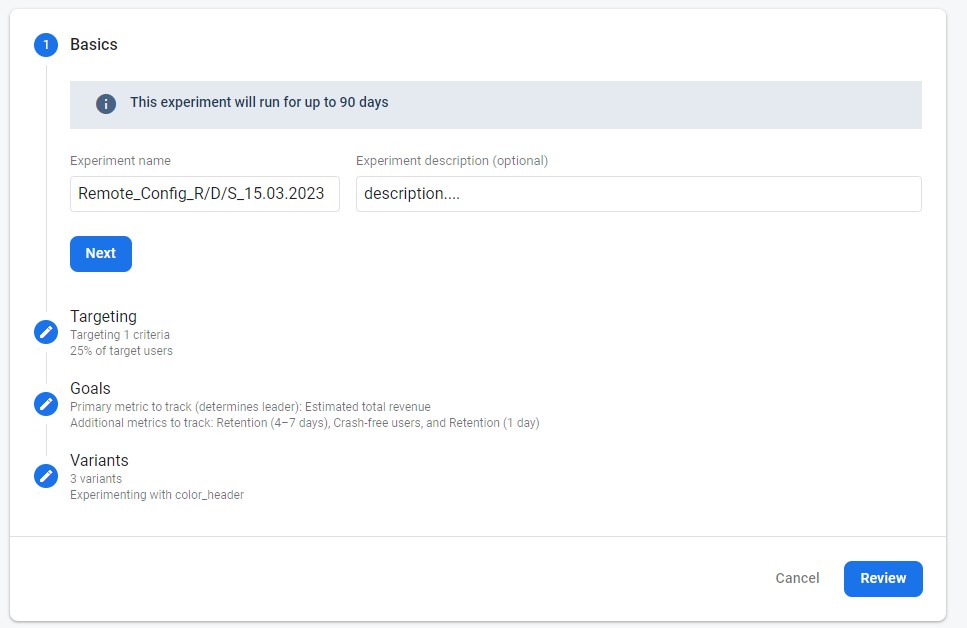 1 Basics
This experiment will run for up to 90 days
Experiment name Experiment description (optional)
Remote_Config_R/D/S_15.03.2023 description....
Next
Targeting
Targeting 1 criteria
25% of target users
Goals
Primary metric to track (determines leader): Estimated total revenue
Additional metrics to track: Retention (4–7 days), Crash-free users, and Retention (1 day)
Variants
3 variants
Experimenting with color_header
Cancel Review